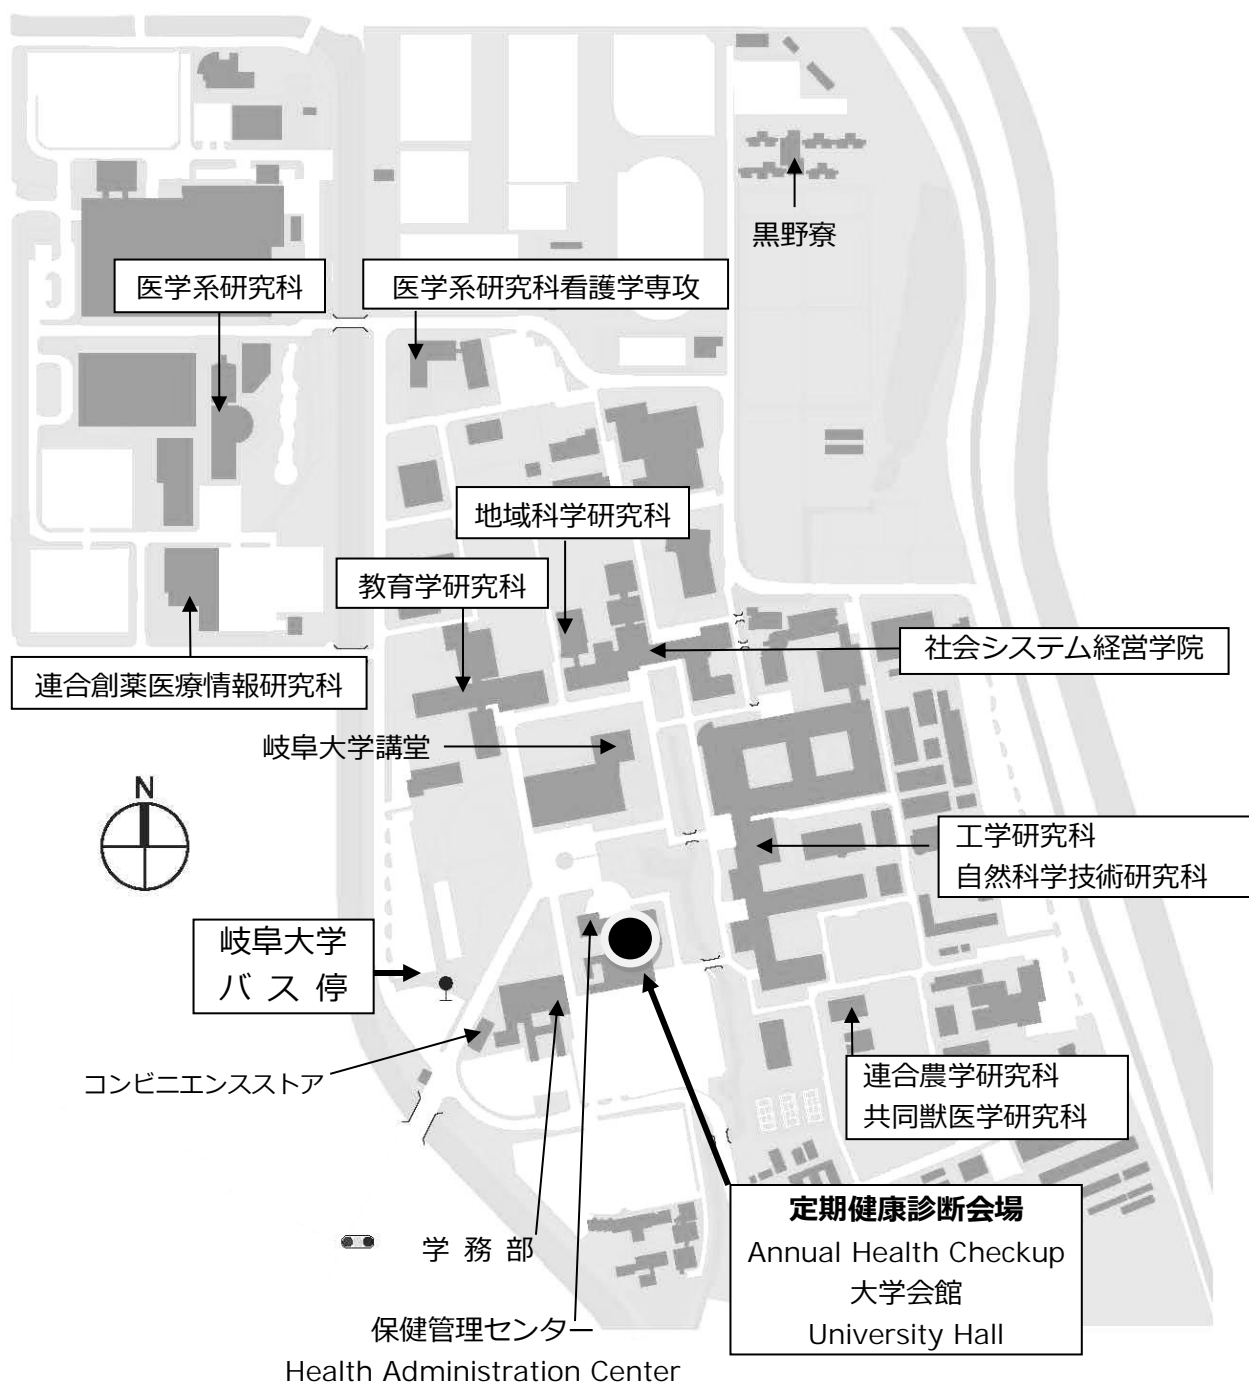 黒野寮
医学系研究科
医学系研究科看護学専攻
地域科学研究科
教育学研究科
社会システム経営学院
連合創薬医療情報研究科
岐阜大学講堂
N
工学研究科
自然科学技術研究科
岐阜大学
バス停
コンビニエンスストア
連合農学研究科
共同獣医学研究科
定期健康診断会場
Annual Health Checkup
大学会館
University Hall
学務部
保健管理センター
Health Administration Center